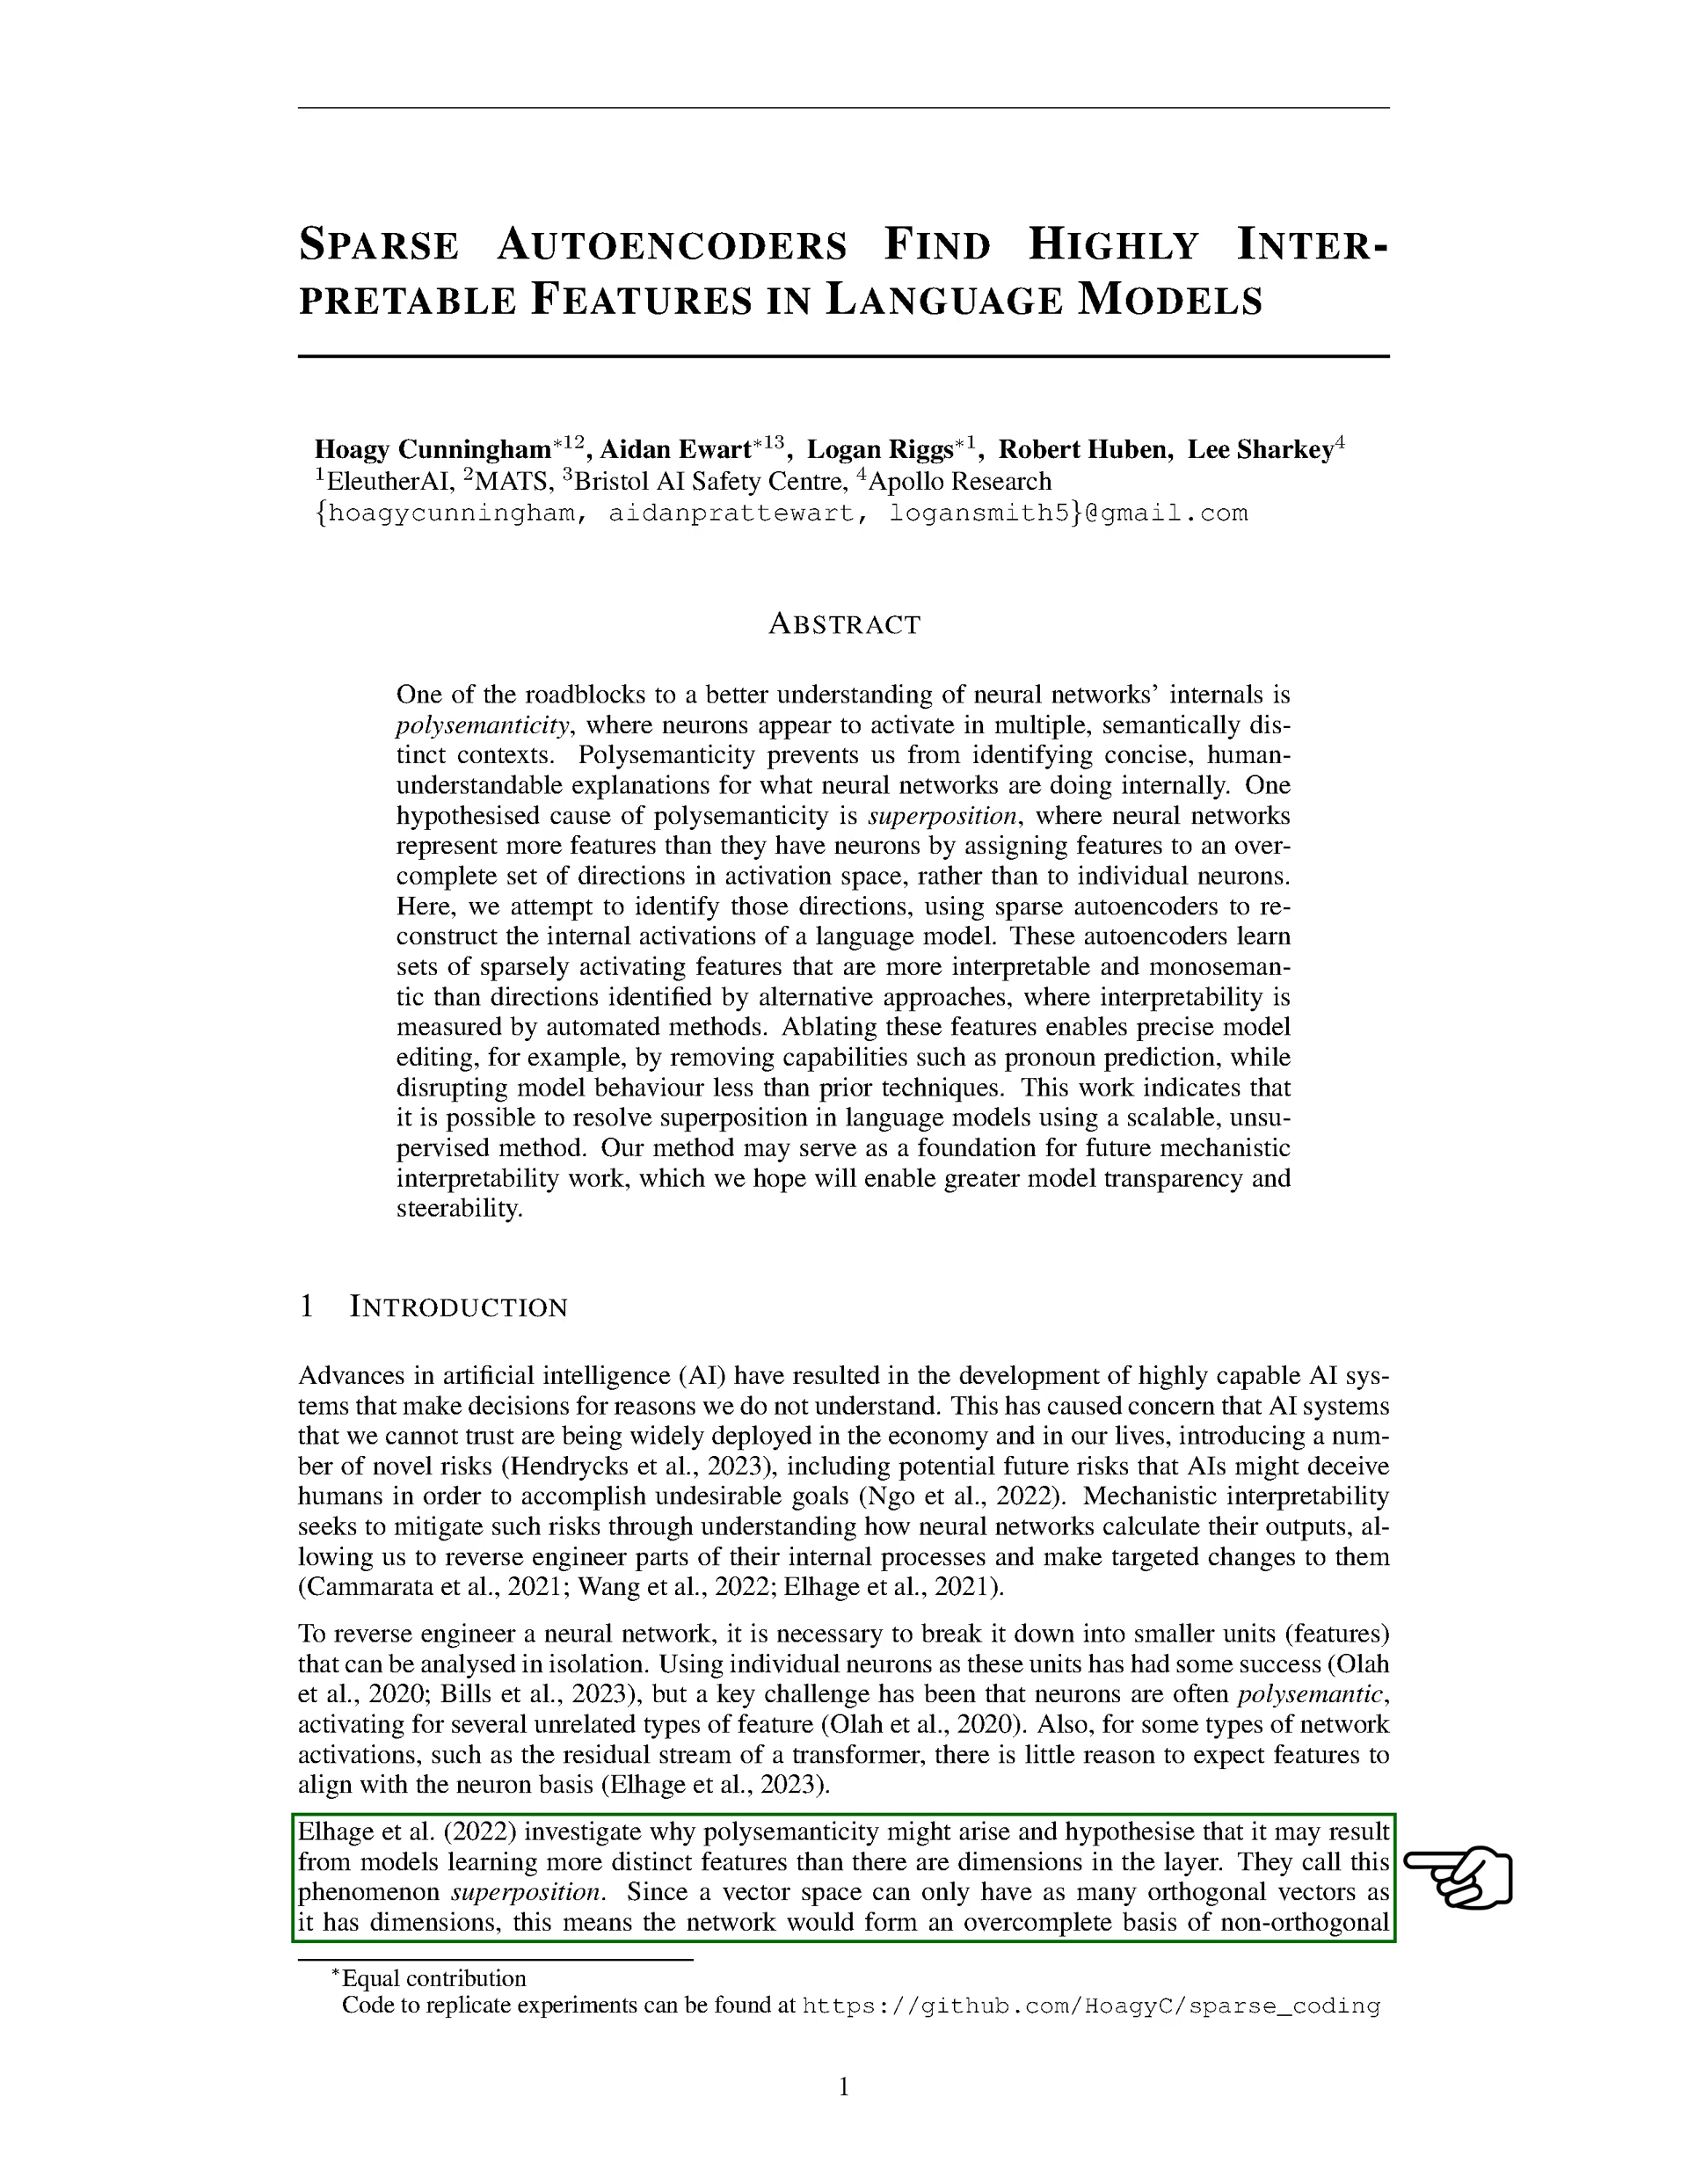 SPARSE AUTOENCODERS FIND HIGHLY INTER-
PRETABLE FEATURES IN LANGUAGE MODELS
Hoagy Cunningham*12, Aidan Ewart*13, Logan Riggs*1, Robert Huben, Lee Sharkey4
1EleutherAI, 2MATS, 3Bristol AI Safety Centre, 4Apollo Research
{hoagycunningham, aidanprattewart, logansmith5}@gmail.com
ABSTRACT
One of the roadblocks to a better understanding of neural networks' internals is
polysemanticity, where neurons appear to activate in multiple, semantically dis-
tinct contexts. Polysemanticity prevents us from identifying concise, human-
understandable explanations for what neural networks are doing internally. One
hypothesised cause of polysemanticity is superposition, where neural networks
represent more features than they have neurons by assigning features to an over-
complete set of directions in activation space, rather than to individual neurons.
Here, we attempt to identify those directions, using sparse autoencoders to re-
construct the internal activations of a language model. These autoencoders learn
sets of sparsely activating features that are more interpretable and monoseman-
tic than directions identified by alternative approaches, where interpretability is
measured by automated methods. Ablating these features enables precise model
editing, for example, by removing capabilities such as pronoun prediction, while
disrupting model behaviour less than prior techniques. This work indicates that
it is possible to resolve superposition in language models using a scalable, unsu-
pervised method. Our method may serve as a foundation for future mechanistic
interpretability work, which we hope will enable greater model transparency and
steerability.
1 INTRODUCTION
Advances in artificial intelligence (AI) have resulted in the development of highly capable AI sys-
tems that make decisions for reasons we do not understand. This has caused concern that AI systems
that we cannot trust are being widely deployed in the economy and in our lives, introducing a num-
ber of novel risks (Hendrycks et al., 2023), including potential future risks that AIs might deceive
humans in order to accomplish undesirable goals (Ngo et al., 2022). Mechanistic interpretability
seeks to mitigate such risks through understanding how neural networks calculate their outputs, al-
lowing us to reverse engineer parts of their internal processes and make targeted changes to them
(Cammarata et al., 2021; Wang et al., 2022; Elhage et al., 2021).
To reverse engineer a neural network, it is necessary to break it down into smaller units (features)
that can be analysed in isolation. Using individual neurons as these units has had some success (Olah
et al., 2020; Bills et al., 2023), but a key challenge has been that neurons are often polysemantic,
activating for several unrelated types of feature (Olah et al., 2020). Also, for some types of network
activations, such as the residual stream of a transformer, there is little reason to expect features to
align with the neuron basis (Elhage et al., 2023).
Elhage et al. (2022) investigate why polysemanticity might arise and hypothesise that it may result
from models learning more distinct features than there are dimensions in the layer. They call this
phenomenon superposition. Since a vector space can only have as many orthogonal vectors as
it has dimensions, this means the network would form an overcomplete basis of non-orthogonal
*Equal contribution
Code to replicate experiments can be found at https://github.com/HoagyC/sparse_coding
1